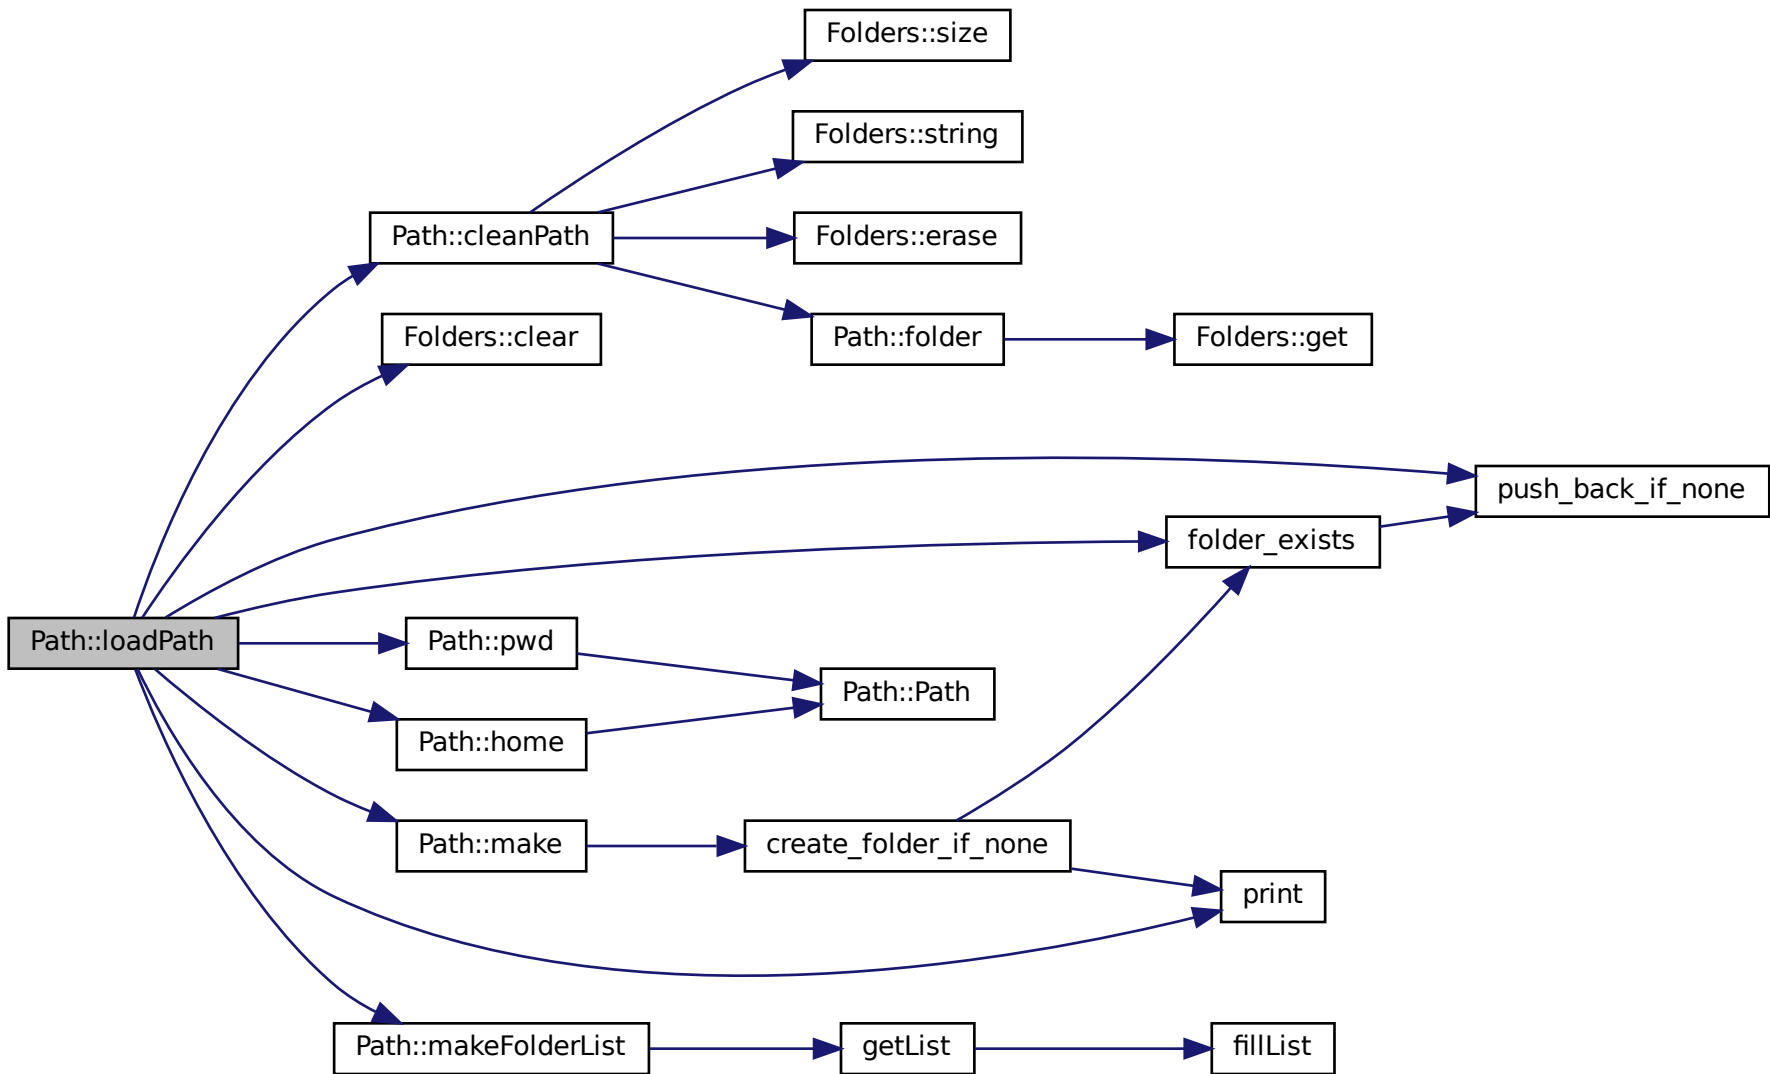 Folders::size
Folders::string
Path::cleanPath
Folders::erase
Folders::clear
Path::folder
Folders::get
push_back_if_none
folder_exists
Path::loadPath
Path::pwd
Path::Path
Path::home
Path::make
create_folder_if_none
print
Path::makeFolderList
getList
fillList